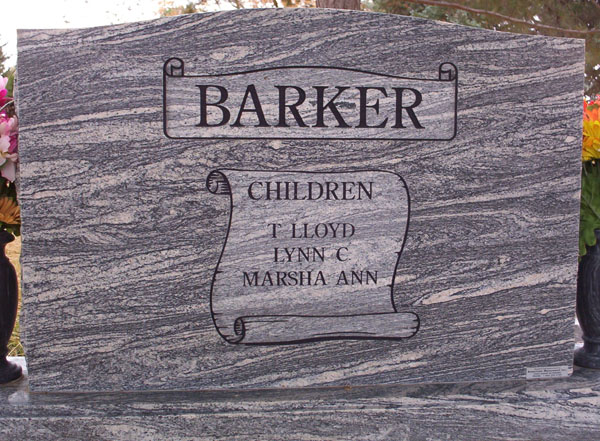 BARKER
CHILDREN
T LLOYD
LYNN C
MARSHA ANN